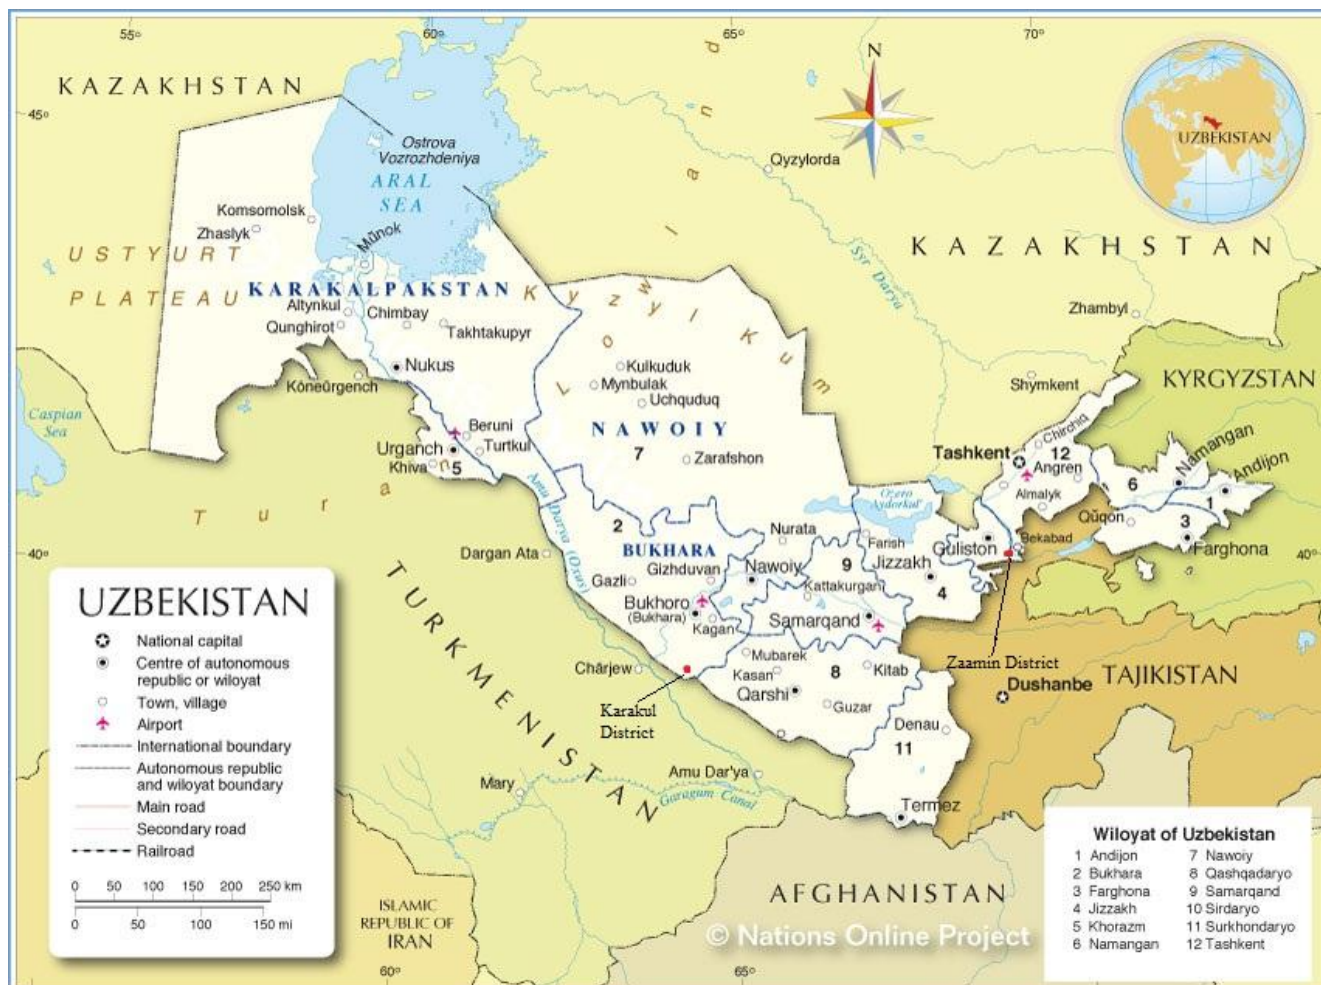 55°
60°
65°
70°
N
KAZAKHSTAN
45°
Ostrova
Vozrozhdeniya
ARAL
SEA
Qyzylorda
UZBEKISTAN
Komsomolsk
Zhaslyk
Mŭnok
USTYURT
PLATEAU
KAZAKHSTAN
Syr Darya
KARAKALPAKSTAN
Kyzyl Kum
Lowland
Altynkul
Chimbay
Qunghirot
Takhtakupyr
Zhambyl
Nukus
Kulkuduk
Mynbulak
Uchquduq
Shymkent
KYRGYZSTAN
Kôneûrgench
Caspian
Sea
Beruni
Urganch
Turtkul
Khiva
5
NAWOIY
7
Zarafshon
Chirchiq
Tashkent
12
Angren
Almalyk
Namangan
Andijon
6
1
Qŭqon
3
Farghona
Turan
Amu Darya (Oxus)
2
BUKHARA
Nurata
Ozero
Aydorkul'
Farish
Guliston
Bekabad
40°
40°
Dargan Ata
Gazli
Gizhduvan
Nawoiy
9
Jizzakh
Kattakurgan
4
Bukhoro
(Bukhara)
Kagan
Samarqand
TURKMENISTAN
Chârjew
Mubarek
Kasan
8
Kitab
Qarshi
Guzar
Zaamin District
TAJIKISTAN
Dushanbe
Karakul
District
Denau
11
Mary
Amu Dar'ya
Garagum Canal
Termez
AFGHANISTAN
ISLAMIC
REPUBLIC OF
IRAN
© Nations Online Project
60°
65°
UZBEKISTAN
National capital
Centre of autonomous
republic or wiloyat
Town, village
Airport
International boundary
Autonomous republic
and wiloyat boundary
Main road
Secondary road
Railroad
0 50 100 150 200 250 km
0 50 100 150 mi
Wiloyat of Uzbekistan
1 Andijon 7 Nawoiy
2 Bukhara 8 Qashqadaryo
3 Farghona 9 Samarqand
4 Jizzakh 10 Sirdaryo
5 Khorazm 11 Surkhondaryo
6 Namangan 12 Tashkent